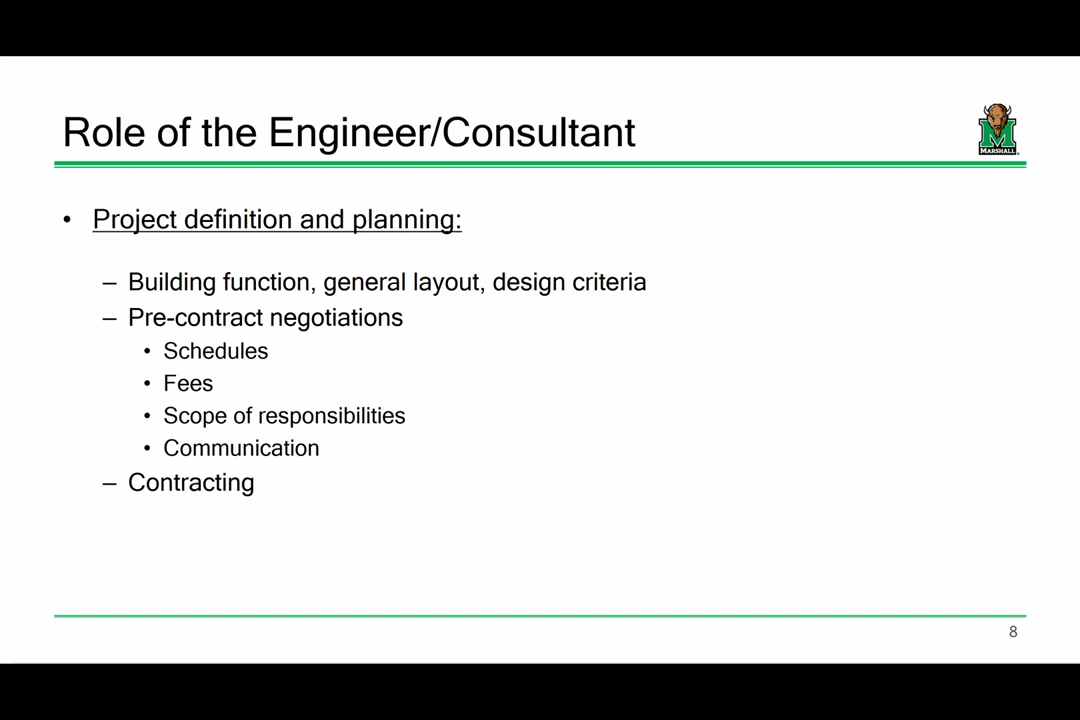 Role of the Engineer/Consultant
MARSHALL
• Project definition and planning:
– Building function, general layout, design criteria
– Pre-contract negotiations
• Schedules
• Fees
• Scope of responsibilities
• Communication
– Contracting
8